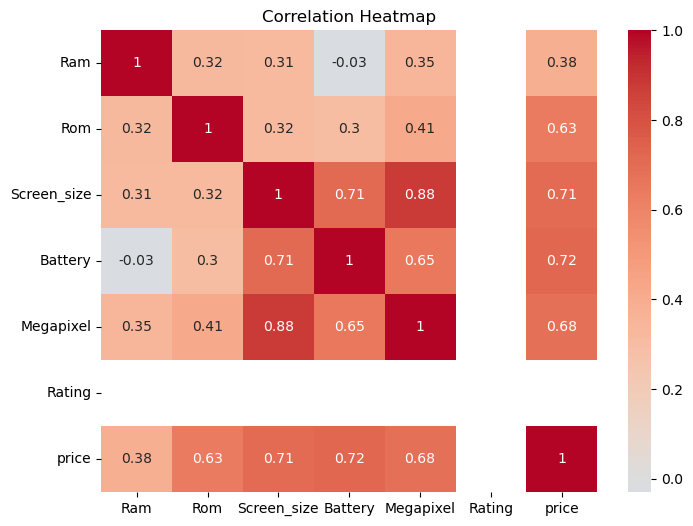 Correlation Heatmap
Ram 1 0.32 0.31 -0.03 0.35 0.38
Rom 0.32 1 0.32 0.3 0.41 0.63
Screen_size 0.31 0.32 1 0.71 0.88 0.71
Battery -0.03 0.3 0.71 1 0.65 0.72
Megapixel 0.35 0.41 0.88 0.65 1 0.68
Rating
price 0.38 0.63 0.71 0.72 0.68 1
Ram Rom Screen_size Battery Megapixel Rating price
1.0
0.8
0.6
0.4
0.2
0.0